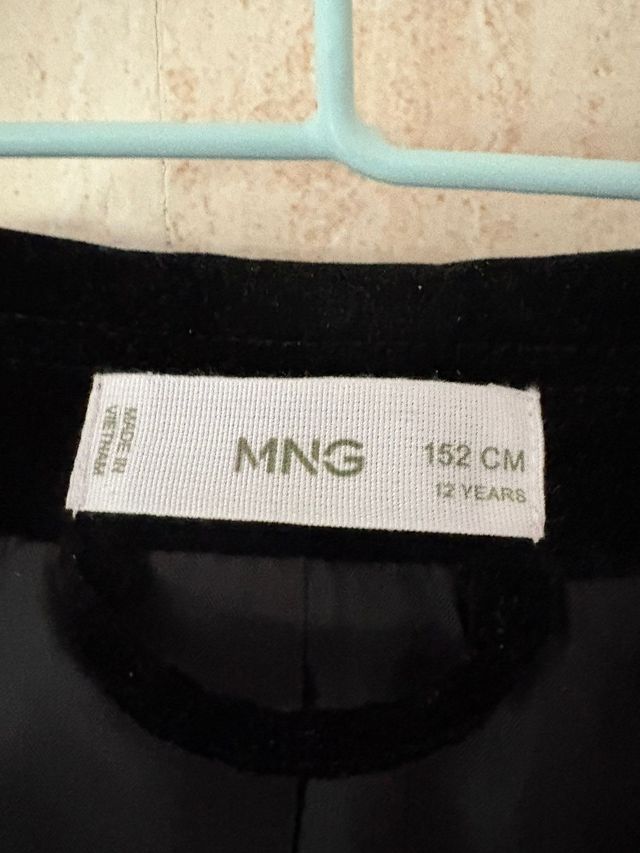 MADE IN
VIETNAM
MNG
152 CM
12 YEARS